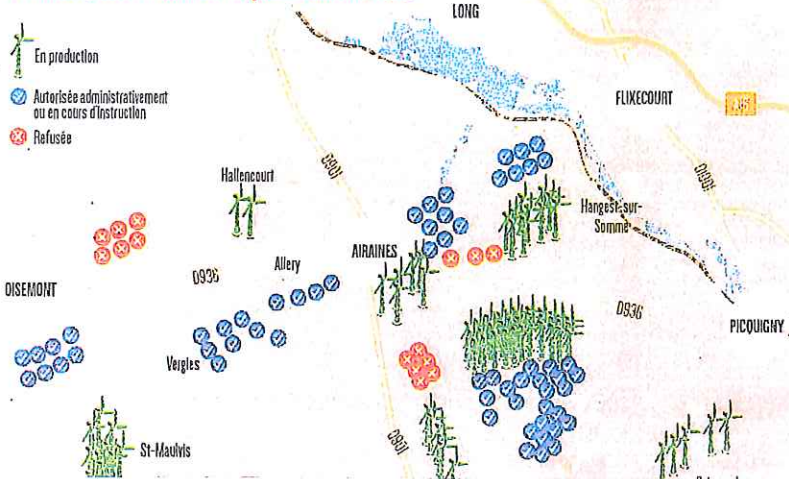 LONG
En production
Autorisée administrativement
ou en cours d'instruction
Refusée
FLIXECOURT
D901
D1001
Hallencourt
Hangest-sur-
Somme
AIRAINES
Allery
D936
OISEMONT
D936
PICQUIGNY
Vergies
D901
St-Maulvis